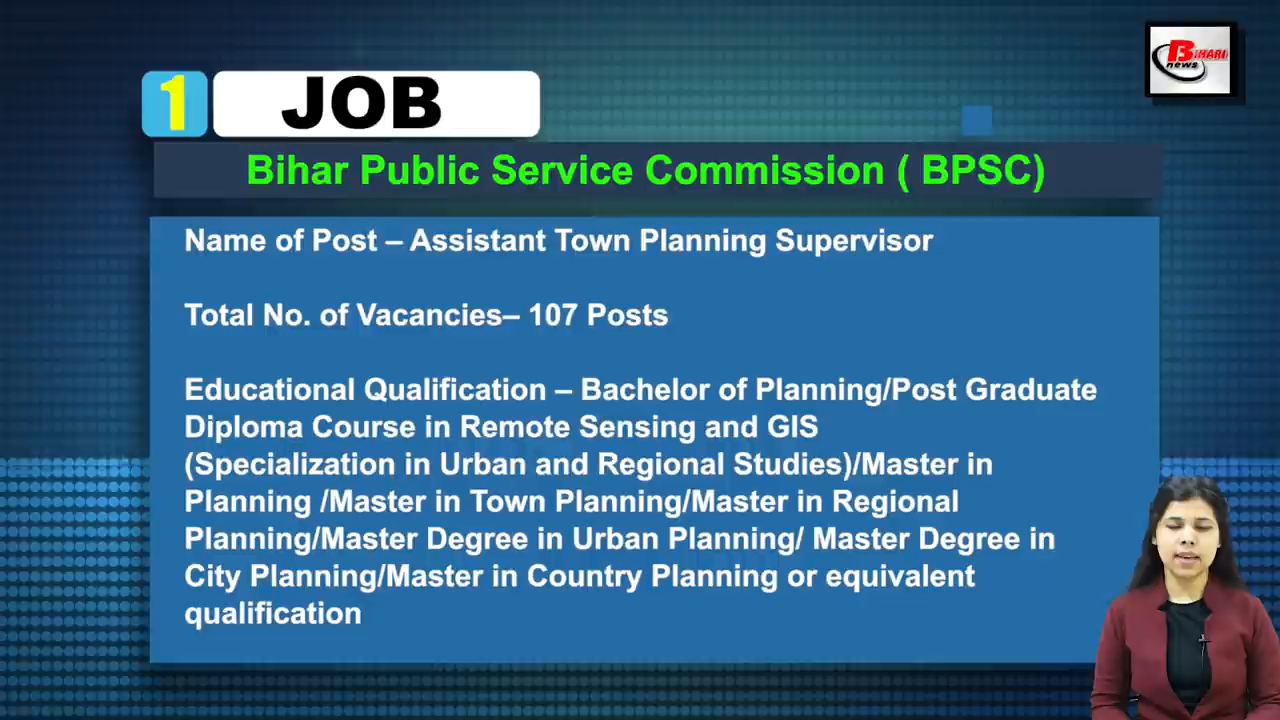 BIHARI
news
1 JOB
Bihar Public Service Commission ( BPSC)
Name of Post – Assistant Town Planning Supervisor
Total No. of Vacancies– 107 Posts
Educational Qualification – Bachelor of Planning/Post Graduate
Diploma Course in Remote Sensing and GIS
(Specialization in Urban and Regional Studies)/Master in
Planning /Master in Town Planning/Master in Regional
Planning/Master Degree in Urban Planning/ Master Degree in
City Planning/Master in Country Planning or equivalent
qualification